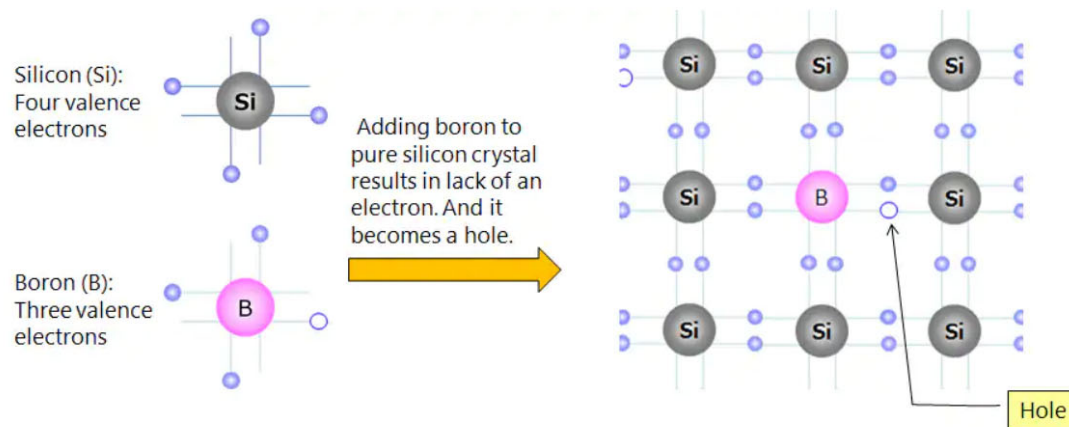 Silicon (Si):
Four valence
electrons
Si
Boron (B):
Three valence
electrons
B
Adding boron to
pure silicon crystal
results in lack of an
electron. And it
becomes a hole.
Si Si Si
Si B Si
Si Si Si
Hole